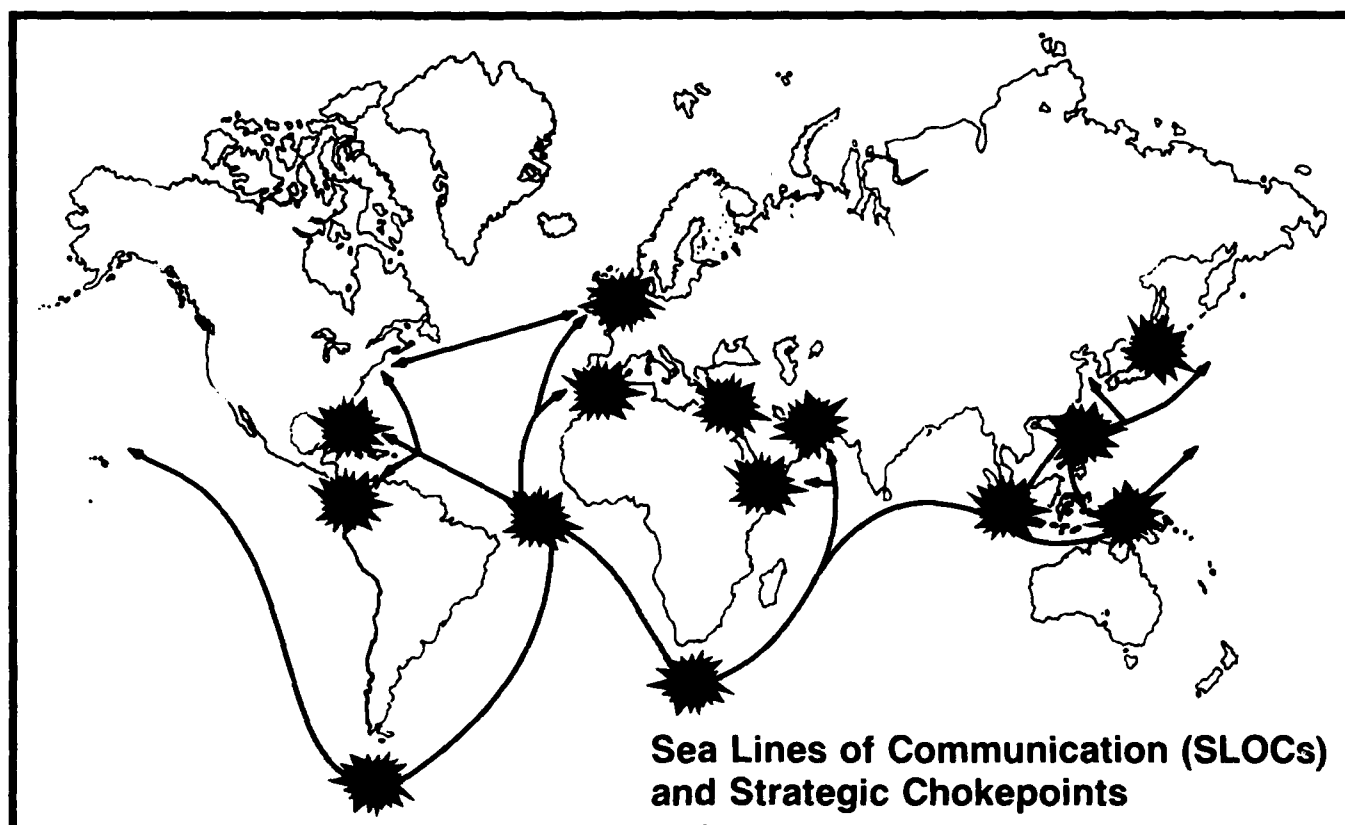 Sea Lines of Communication (SLOCs)
and Strategic Chokepoints